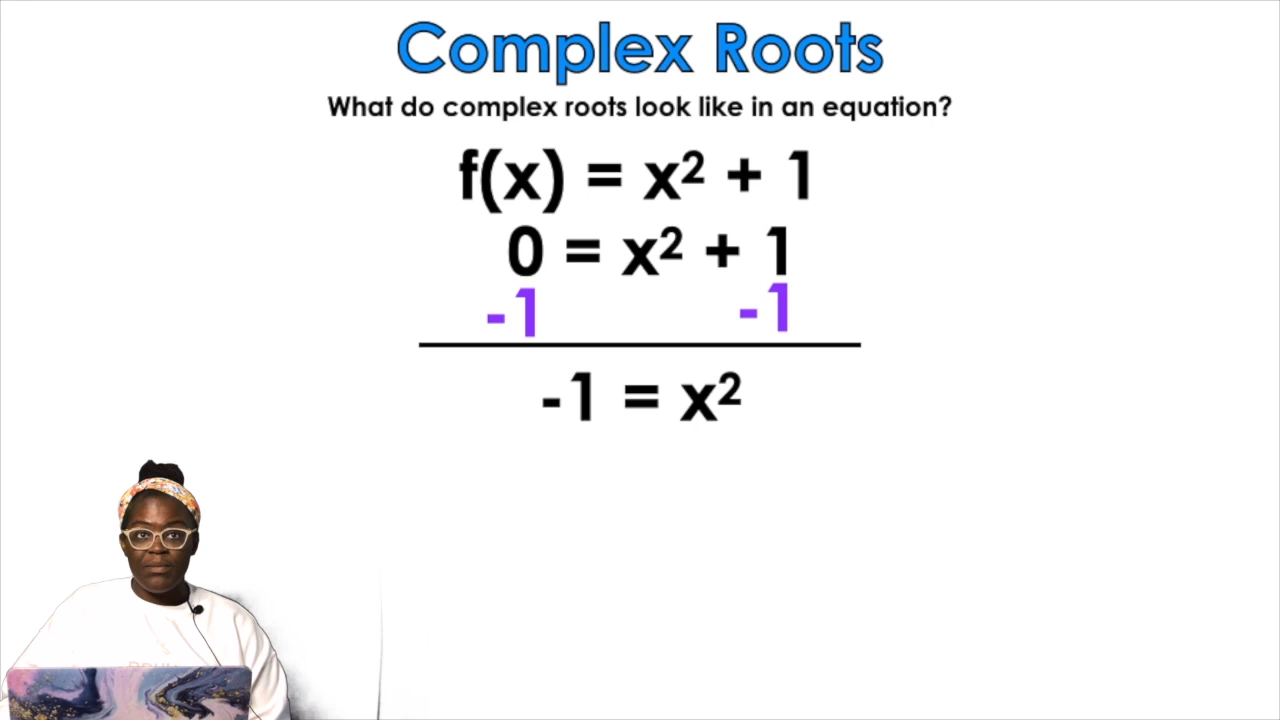 Complex Roots
What do complex roots look like in an equation?
f(x) = x² + 1
0 = x² + 1
-1 -1
-1 = x²